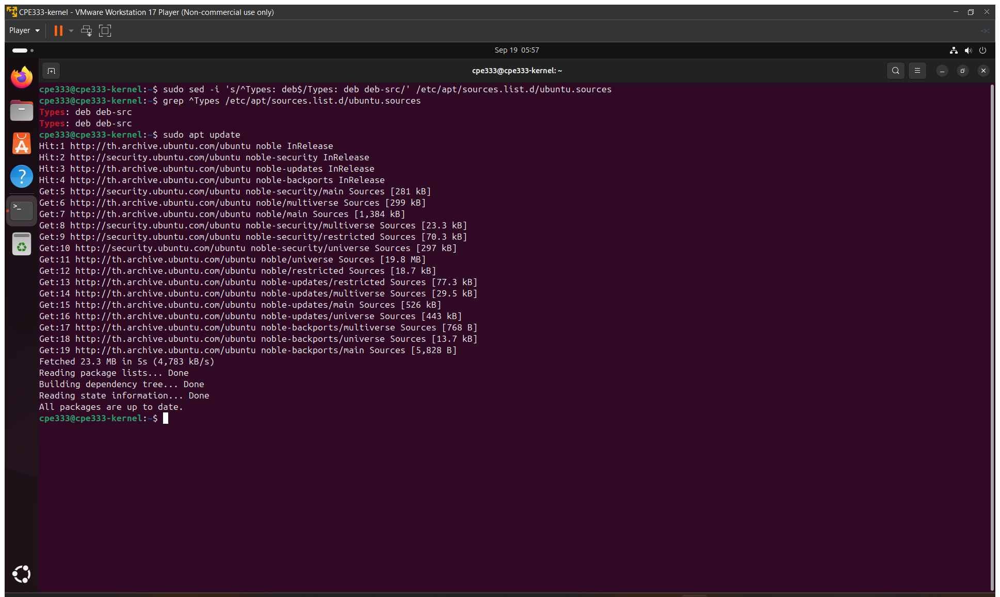 CPE333-kernel - VMware Workstation 17 Player (Non-commercial use only)
Player
Sep 19 05:57
cpe333@cpe333-kernel: ~
cpe333@cpe333-kernel:~$ sudo sed -i 's/^Types: deb$/Types: deb deb-src/' /etc/apt/sources.list.d/ubuntu.sources
cpe333@cpe333-kernel:~$ grep ^Types /etc/apt/sources.list.d/ubuntu.sources
Types: deb deb-src
Types: deb deb-src
cpe333@cpe333-kernel:~$ sudo apt update
Hit:1 http://th.archive.ubuntu.com/ubuntu noble InRelease
Hit:2 http://security.ubuntu.com/ubuntu noble-security InRelease
Hit:3 http://th.archive.ubuntu.com/ubuntu noble-updates InRelease
Hit:4 http://th.archive.ubuntu.com/ubuntu noble-backports InRelease
Get:5 http://security.ubuntu.com/ubuntu noble-security/main Sources [281 kB]
Get:6 http://th.archive.ubuntu.com/ubuntu noble/multiverse Sources [299 kB]
Get:7 http://th.archive.ubuntu.com/ubuntu noble/main Sources [1,384 kB]
Get:8 http://security.ubuntu.com/ubuntu noble-security/multiverse Sources [23.3 kB]
Get:9 http://security.ubuntu.com/ubuntu noble-security/restricted Sources [70.3 kB]
Get:10 http://security.ubuntu.com/ubuntu noble-security/universe Sources [297 kB]
Get:11 http://th.archive.ubuntu.com/ubuntu noble/universe Sources [19.8 MB]
Get:12 http://th.archive.ubuntu.com/ubuntu noble/restricted Sources [18.7 kB]
Get:13 http://th.archive.ubuntu.com/ubuntu noble-updates/restricted Sources [77.3 kB]
Get:14 http://th.archive.ubuntu.com/ubuntu noble-updates/multiverse Sources [29.5 kB]
Get:15 http://th.archive.ubuntu.com/ubuntu noble-updates/main Sources [526 kB]
Get:16 http://th.archive.ubuntu.com/ubuntu noble-updates/universe Sources [443 kB]
Get:17 http://th.archive.ubuntu.com/ubuntu noble-backports/multiverse Sources [768 B]
Get:18 http://th.archive.ubuntu.com/ubuntu noble-backports/universe Sources [13.7 kB]
Get:19 http://th.archive.ubuntu.com/ubuntu noble-backports/main Sources [5,828 B]
Fetched 23.3 MB in 5s (4,783 kB/s)
Reading package lists... Done
Building dependency tree... Done
Reading state information... Done
All packages are up to date.
cpe333@cpe333-kernel:~$